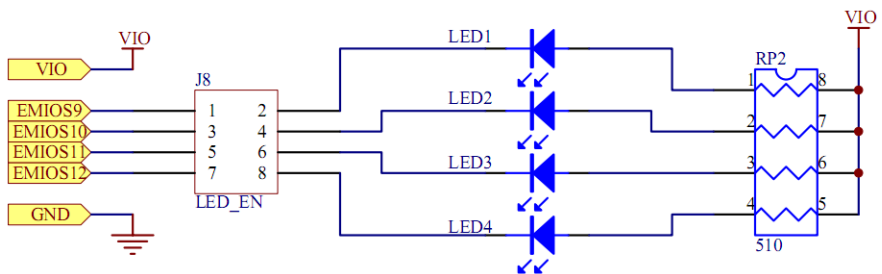 VIO
VIO
VIO
LED1
J8
RP2
EMIOS9
1
2
1
8
EMIOS10
3
4
LED2
2
7
EMIOS11
5
6
LED3
3
6
EMIOS12
7
8
LED_EN
GND
LED4
4
5
510